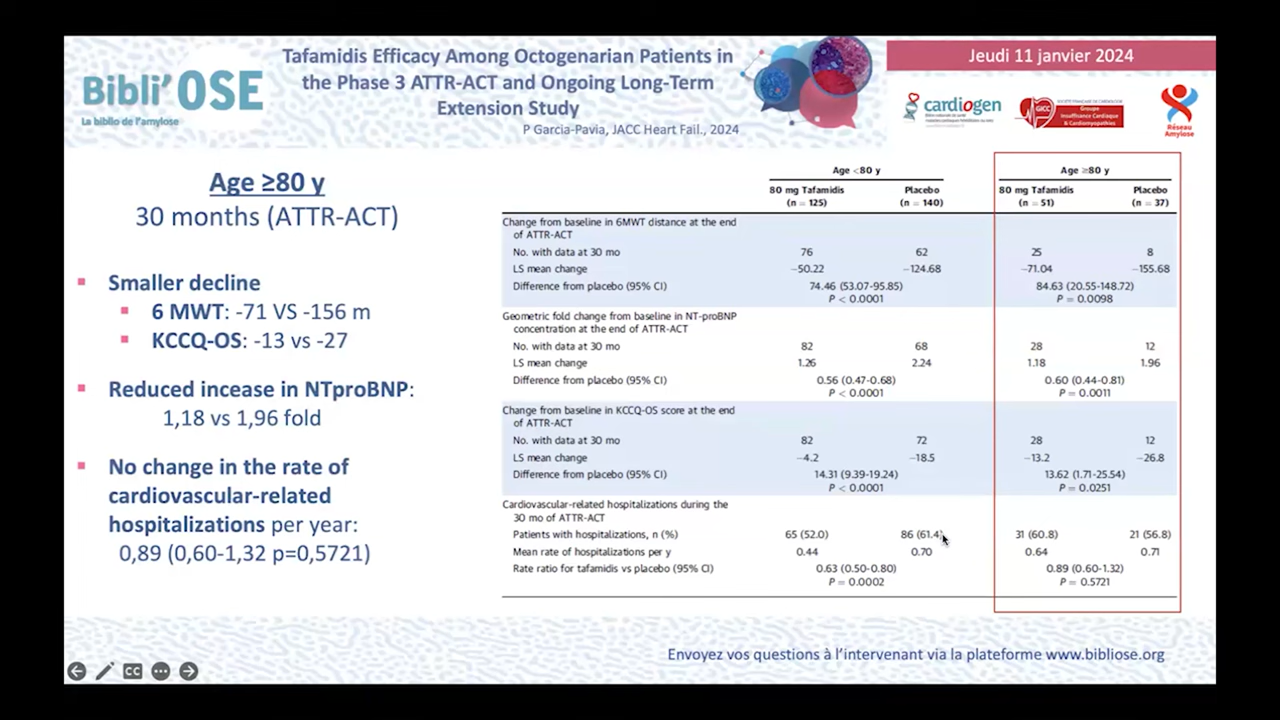 Bibli'OSE
La biblio de l'amylose
Tafamidis Efficacy Among Octogenarian Patients in
the Phase 3 ATTR-ACT and Ongoing Long-Term
Extension Study
P Garcia-Pavia, JACC Heart Fail., 2024
Jeudi 11 janvier 2024
cardiogen
GICC
SOCIÉTÉ FRANÇAISE DE CARDIOLOGIE
Groupe
Insuffisance Cardiaque
& Cardiomyopathies
Réseau
Amylose
Age ≥80 y
30 months (ATTR-ACT)
Smaller decline
6 MWT: -71 VS -156 m
KCCQ-OS: -13 vs -27
Reduced incease in NTproBNP:
1,18 vs 1,96 fold
No change in the rate of
cardiovascular-related
hospitalizations per year:
0,89 (0,60-1,32 p=0,5721)
Age <80 y Age ≥80 y
80 mg Tafamidis Placebo 80 mg Tafamidis Placebo
(n = 125) (n = 140) (n = 51) (n = 37)
Change from baseline in 6MWT distance at the end
of ATTR-ACT
No. with data at 30 mo 76 62 25 8
LS mean change −50.22 −124.68 −71.04 −155.68
Difference from placebo (95% CI) 74.46 (53.07-95.85) 84.63 (20.55-148.72)
P < 0.0001 P = 0.0098
Geometric fold change from baseline in NT-proBNP
concentration at the end of ATTR-ACT
No. with data at 30 mo 82 68 28 12
LS mean change 1.26 2.24 1.18 1.96
Difference from placebo (95% CI) 0.56 (0.47-0.68) 0.60 (0.44-0.81)
P < 0.0001 P = 0.0011
Change from baseline in KCCQ-OS score at the end
of ATTR-ACT
No. with data at 30 mo 82 72 28 12
LS mean change −4.2 −18.5 −13.2 −26.8
Difference from placebo (95% CI) 14.31 (9.39-19.24) 13.62 (1.71-25.54)
P < 0.0001 P = 0.0251
Cardiovascular-related hospitalizations during the
30 mo of ATTR-ACT
Patients with hospitalizations, n (%) 65 (52.0) 86 (61.4) 31 (60.8) 21 (56.8)
Mean rate of hospitalizations per y 0.44 0.70 0.64 0.71
Rate ratio for tafamidis vs placebo (95% CI) 0.63 (0.50-0.80) 0.89 (0.60-1.32)
P = 0.0002 P = 0.5721
CC
Envoyez vos questions à l'intervenant via la plateforme www.bibliose.org